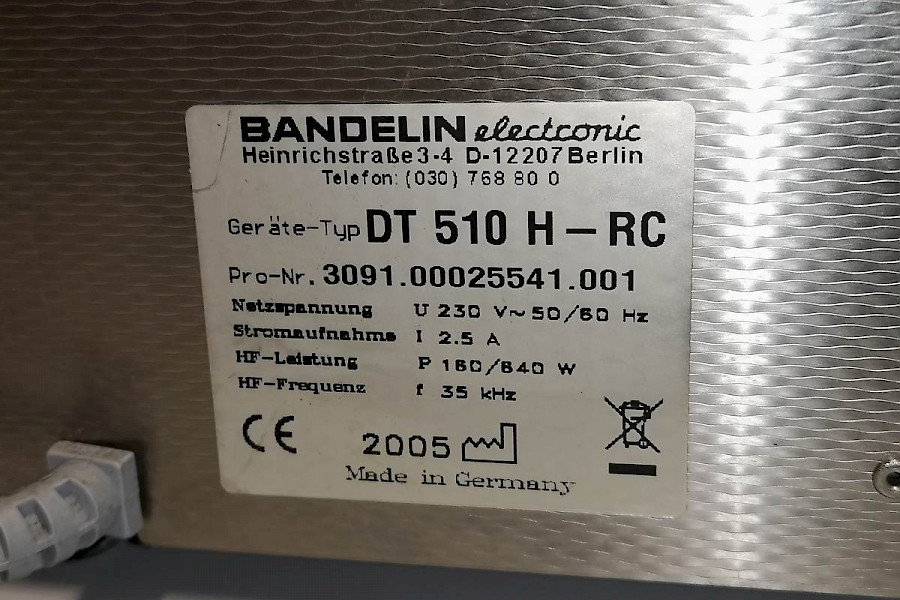 BANDELIN electronic
Heinrichstraße 3-4 D-12207 Berlin
Telefon: (030) 768 80 0
Geräte-Typ DT 510 H – RC
Pro-Nr. 3091.00025541.001
Netzspannung U 230 V~ 50/60 Hz
Stromaufnahme I 2.5 A
HF-Leistung P 160/640 W
HF-Frequenz f 35 kHz
CE 2005
Made in Germany